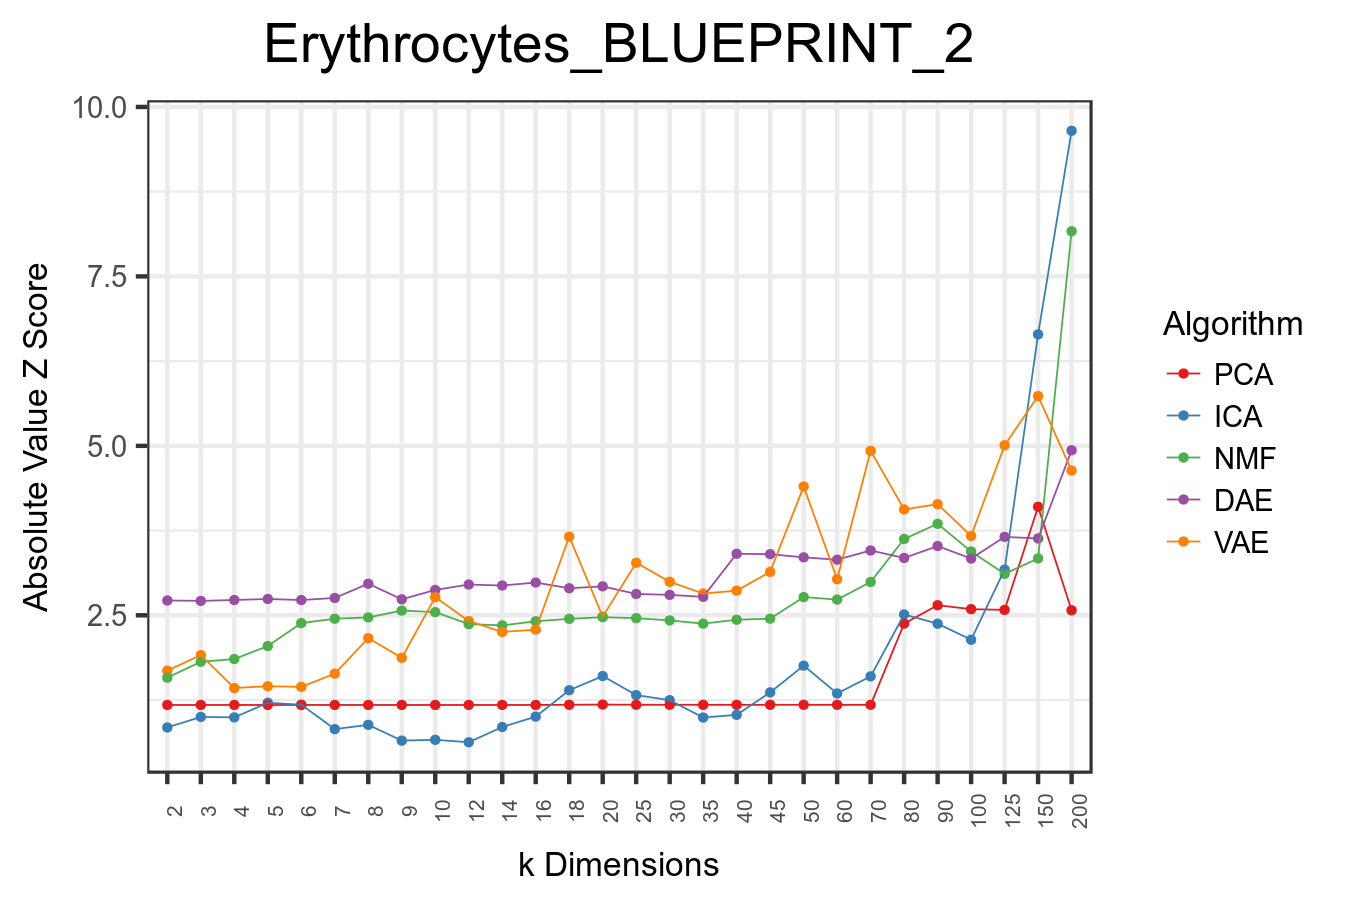 Erythrocytes_BLUEPRINT_2
Absolute Value Z Score
10.0
7.5
5.0
2.5
2 3 4 5 6 7 8 9 10 12 14 16 18 20 25 30 35 40 45 50 60 70 80 90 100 125 150 200
k Dimensions
Algorithm
PCA
ICA
NMF
DAE
VAE